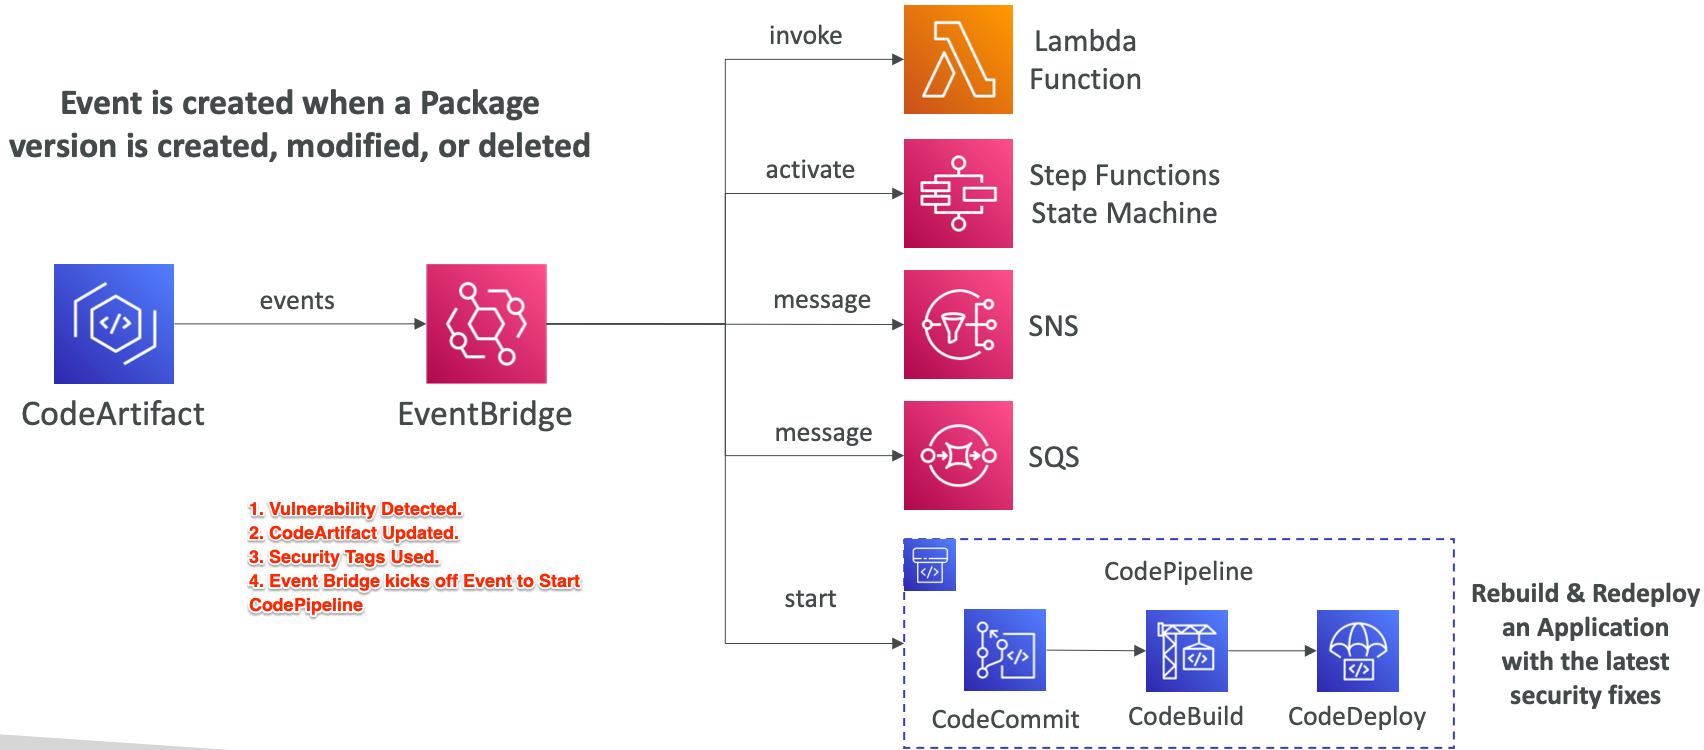 Event is created when a Package
version is created, modified, or deleted
CodeArtifact
events
EventBridge
invoke
Lambda
Function
activate
Step Functions
State Machine
message
SNS
message
SQS
1. Vulnerability Detected.
2. CodeArtifact Updated.
3. Security Tags Used.
4. Event Bridge kicks off Event to Start
CodePipeline
start
CodePipeline
CodeCommit
CodeBuild
CodeDeploy
Rebuild & Redeploy
an Application
with the latest
security fixes